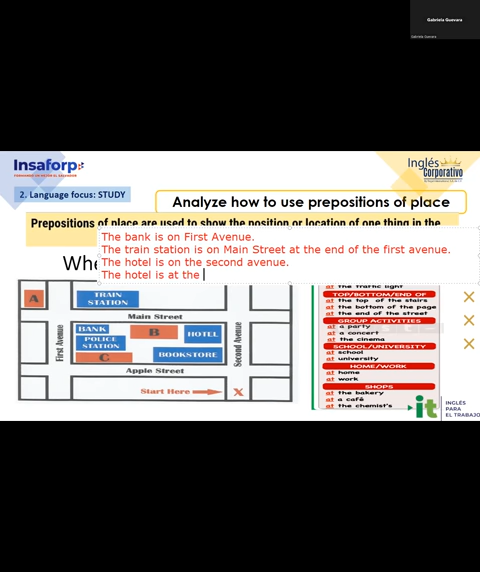 Gabriela Guevara
Gabriela Guevara
Insaforp
Inglés
Corporativo
2. Language focus: STUDY
Analyze how to use prepositions of place
Prepositions of place are used to show the position or location of one thing in the
The bank is on First Avenue.
The train station is on Main Street at the end of the first avenue.
Whe
The hotel is on the second avenue.
The hotel is at the
at the traffic light
TOP/BOTTOM/END OF
at the top of the stairs
at the bottom of the page
at the end of the street
GROUP ACTIVITIES
at a party
at a concert
at the cinema
SCHOOL/UNIVERSITY
at school
at university
HOME/WORK
at home
at work
SHOPS
at the bakery
at a café
at the chemist's
A
TRAIN
STATION
Main Street
First Avenue
BANK
B
HOTEL
POLICE
STATION
C
BOOKSTORE
Second Avenue
Apple Street
Start Here
X
it
INGLÉS
PARA
EL TRABAJO